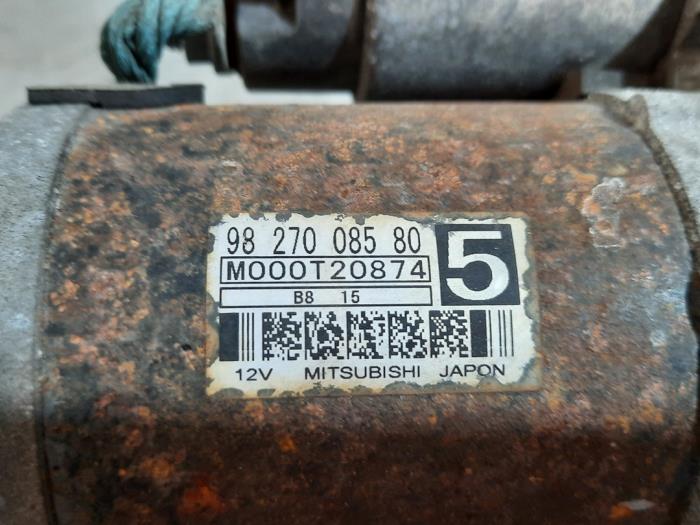 98 270 085 80
M000T20874
5
B8 15
12V MITSUBISHI JAPON